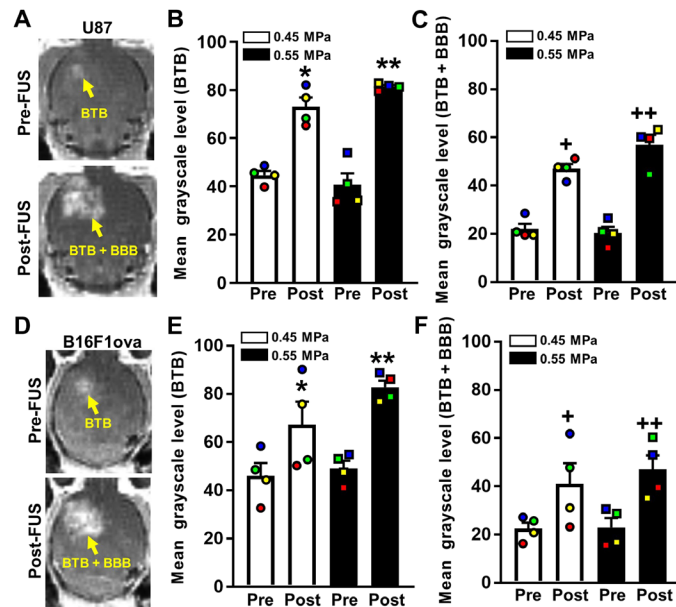 A
U87
Pre-FUS
BTB
Post-FUS
BTB + BBB
B
0.45 MPa
0.55 MPa
Mean grayscale level (BTB)
100
80
60
40
20
0
*
**
Pre Post Pre Post
C
0.45 MPa
0.55 MPa
Mean grayscale level (BTB + BBB)
100
80
60
40
20
0
+
++
Pre Post Pre Post
D
B16F1ova
Pre-FUS
BTB
Post-FUS
BTB + BBB
E
0.45 MPa
0.55 MPa
Mean grayscale level (BTB)
100
80
60
40
20
0
*
**
Pre Post Pre Post
F
0.45 MPa
0.55 MPa
Mean grayscale level (BTB + BBB)
100
80
60
40
20
0
+
++
Pre Post Pre Post